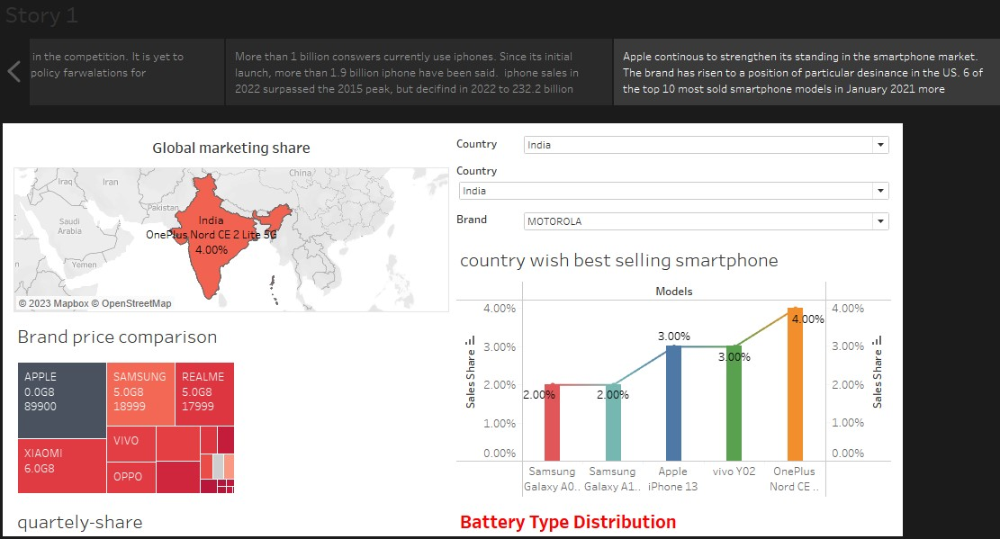 Story 1
in the competition. It is yet to
policy farwalations for
More than 1 billion conswers currently use iphones. Since its initial
launch, more than 1.9 billion iphone have been said.  iphone sales in
2022 surpassed the 2015 peak, but decifind in 2022 to 232.2 billion
Apple continous to strengthen its standing in the smartphone market.
The brand has risen to a position of particular desinance in the US. 6 of
the top 10 most sold smartphone models in January 2021 more
Global marketing share
Iraq
Iran
China
Pakistan
Saudi
Arabia
Yemen
n
India
OnePlus Nord CE 2 Lite 5G
4.00%
© 2023 Mapbox © OpenStreetMap
Country
India
Country
India
Brand
MOTOROLA
Brand price comparison
APPLE
0.0GB
89900
SAMSUNG
5.0GB
18999
REALME
5.0GB
17999
XIAOMI
6.0GB
VIVO
OPPO
country wish best selling smartphone
Models
Sales Share
4.00%
3.00%
2.00%
1.00%
0.00%
2.00%
2.00%
3.00%
3.00%
4.00%
Samsung
Galaxy A0..
Samsung
Galaxy A1..
Apple
iPhone 13
vivo Y02
OnePlus
Nord CE ..
4.00%
3.00%
2.00%
1.00%
0.00%
Sales Share
quartely-share
Battery Type Distribution